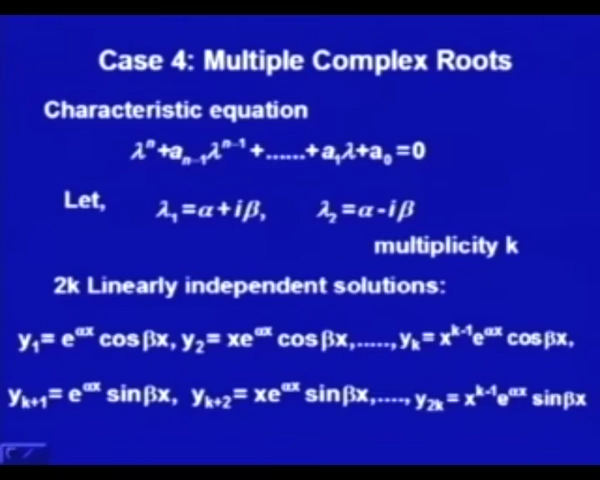 Case 4: Multiple Complex Roots
Characteristic equation
λⁿ+aₙ₋₁λⁿ⁻¹+......+a₁λ+a₀=0
Let, λ₁=α+iβ, λ₂=α-iβ
multiplicity k
2k Linearly independent solutions:
y₁= e^αx cosβx, y₂= xe^αx cosβx,....., yₖ= x^k-1 e^αx cosβx,
yₖ₊₁= e^αx sinβx, yₖ₊₂= xe^αx sinβx,...., y₂ₖ= x^k-1 e^αx sinβx